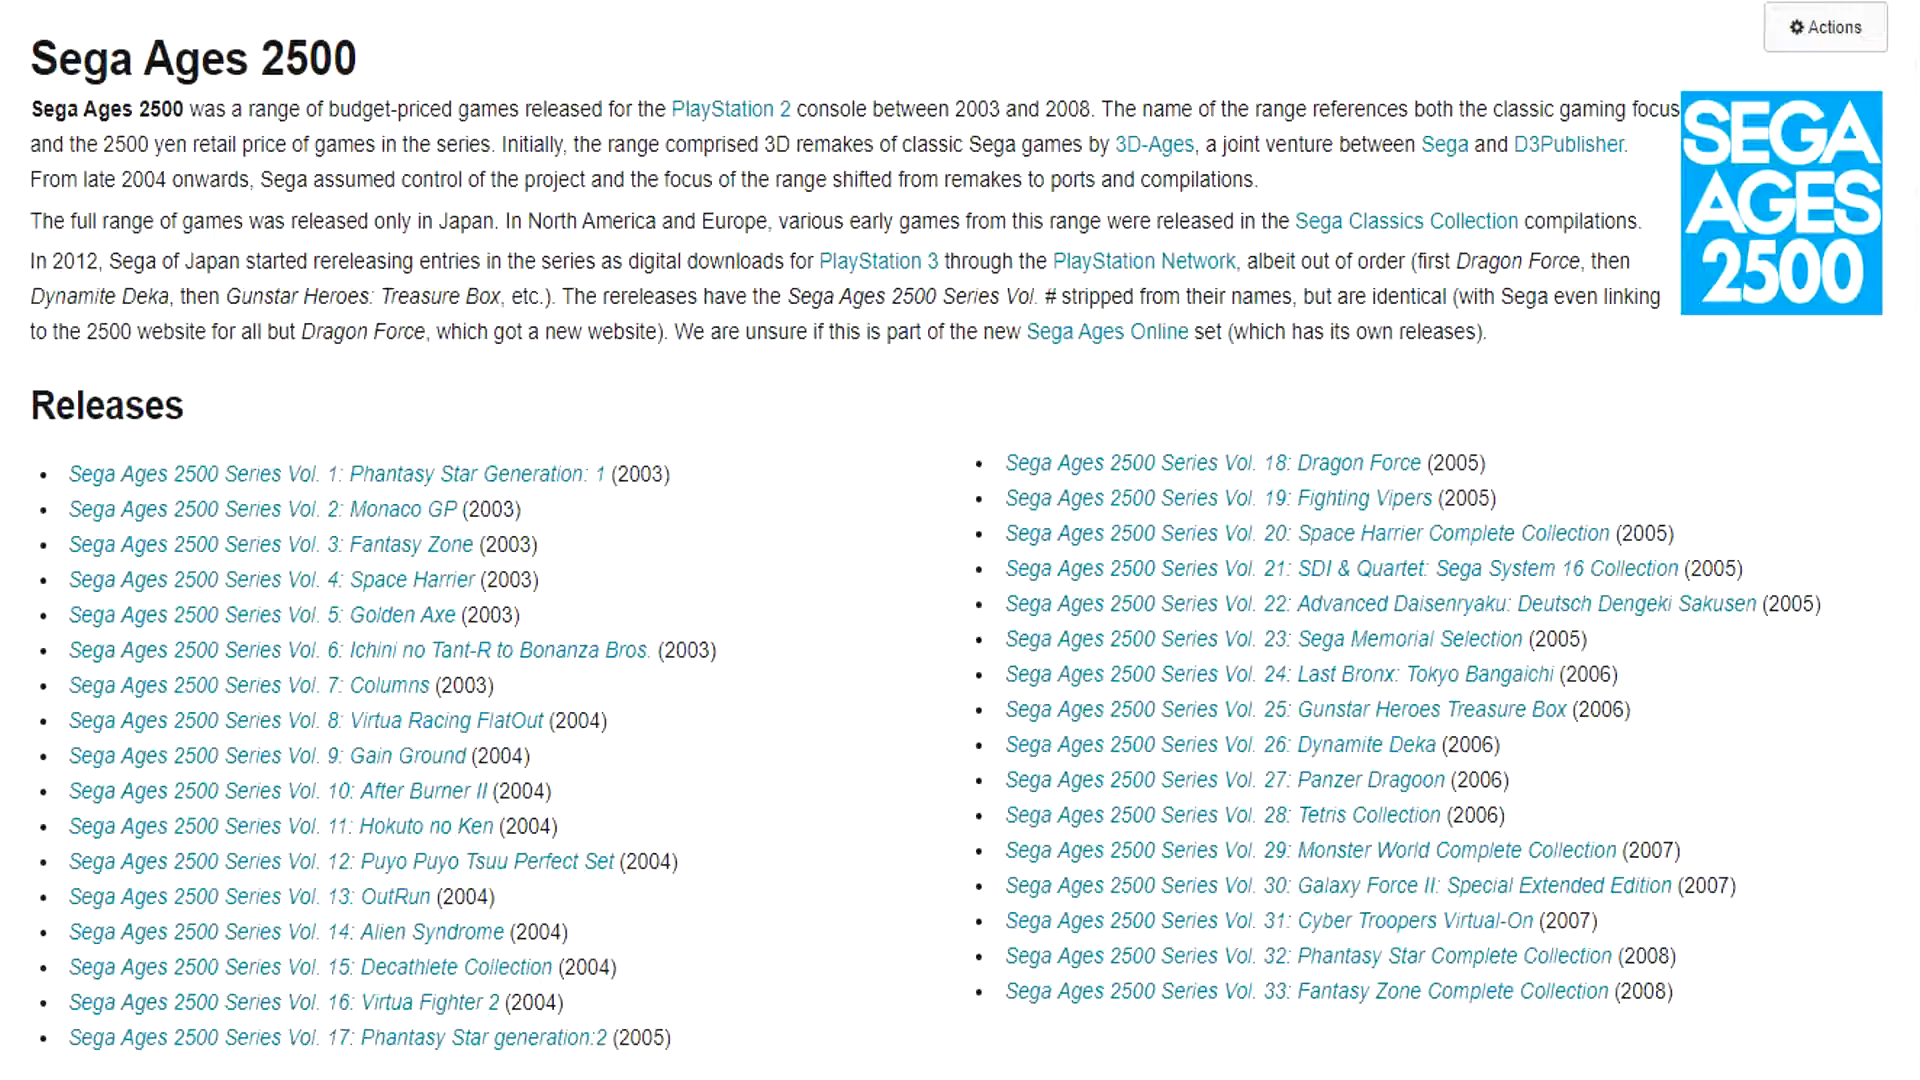 Actions
Sega Ages 2500
Sega Ages 2500 was a range of budget-priced games released for the PlayStation 2 console between 2003 and 2008. The name of the range references both the classic gaming focus
and the 2500 yen retail price of games in the series. Initially, the range comprised 3D remakes of classic Sega games by 3D-Ages, a joint venture between Sega and D3Publisher.
From late 2004 onwards, Sega assumed control of the project and the focus of the range shifted from remakes to ports and compilations.
The full range of games was released only in Japan. In North America and Europe, various early games from this range were released in the Sega Classics Collection compilations.
In 2012, Sega of Japan started rereleasing entries in the series as digital downloads for PlayStation 3 through the PlayStation Network, albeit out of order (first Dragon Force, then
Dynamite Deka, then Gunstar Heroes: Treasure Box, etc.). The rereleases have the Sega Ages 2500 Series Vol. # stripped from their names, but are identical (with Sega even linking
to the 2500 website for all but Dragon Force, which got a new website). We are unsure if this is part of the new Sega Ages Online set (which has its own releases).
SEGA
AGES
2500
Releases
• Sega Ages 2500 Series Vol. 1: Phantasy Star Generation: 1 (2003)
• Sega Ages 2500 Series Vol. 2: Monaco GP (2003)
• Sega Ages 2500 Series Vol. 3: Fantasy Zone (2003)
• Sega Ages 2500 Series Vol. 4: Space Harrier (2003)
• Sega Ages 2500 Series Vol. 5: Golden Axe (2003)
• Sega Ages 2500 Series Vol. 6: Ichini no Tant-R to Bonanza Bros. (2003)
• Sega Ages 2500 Series Vol. 7: Columns (2003)
• Sega Ages 2500 Series Vol. 8: Virtua Racing FlatOut (2004)
• Sega Ages 2500 Series Vol. 9: Gain Ground (2004)
• Sega Ages 2500 Series Vol. 10: After Burner II (2004)
• Sega Ages 2500 Series Vol. 11: Hokuto no Ken (2004)
• Sega Ages 2500 Series Vol. 12: Puyo Puyo Tsuu Perfect Set (2004)
• Sega Ages 2500 Series Vol. 13: OutRun (2004)
• Sega Ages 2500 Series Vol. 14: Alien Syndrome (2004)
• Sega Ages 2500 Series Vol. 15: Decathlete Collection (2004)
• Sega Ages 2500 Series Vol. 16: Virtua Fighter 2 (2004)
• Sega Ages 2500 Series Vol. 17: Phantasy Star generation:2 (2005)
• Sega Ages 2500 Series Vol. 18: Dragon Force (2005)
• Sega Ages 2500 Series Vol. 19: Fighting Vipers (2005)
• Sega Ages 2500 Series Vol. 20: Space Harrier Complete Collection (2005)
• Sega Ages 2500 Series Vol. 21: SDI & Quartet: Sega System 16 Collection (2005)
• Sega Ages 2500 Series Vol. 22: Advanced Daisenryaku: Deutsch Dengeki Sakusen (2005)
• Sega Ages 2500 Series Vol. 23: Sega Memorial Selection (2005)
• Sega Ages 2500 Series Vol. 24: Last Bronx: Tokyo Bangaichi (2006)
• Sega Ages 2500 Series Vol. 25: Gunstar Heroes Treasure Box (2006)
• Sega Ages 2500 Series Vol. 26: Dynamite Deka (2006)
• Sega Ages 2500 Series Vol. 27: Panzer Dragoon (2006)
• Sega Ages 2500 Series Vol. 28: Tetris Collection (2006)
• Sega Ages 2500 Series Vol. 29: Monster World Complete Collection (2007)
• Sega Ages 2500 Series Vol. 30: Galaxy Force II: Special Extended Edition (2007)
• Sega Ages 2500 Series Vol. 31: Cyber Troopers Virtual-On (2007)
• Sega Ages 2500 Series Vol. 32: Phantasy Star Complete Collection (2008)
• Sega Ages 2500 Series Vol. 33: Fantasy Zone Complete Collection (2008)